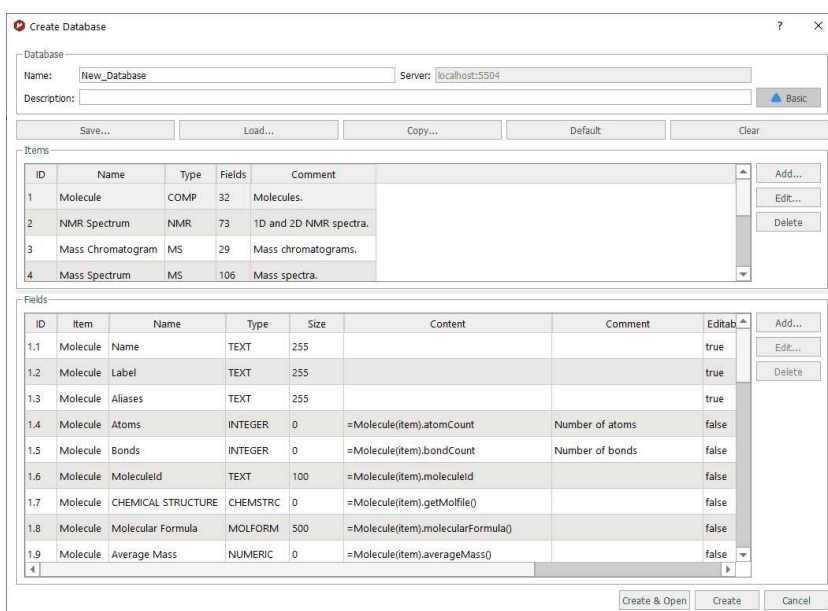 Create Database ? ×
Database
Name: New_Database Server: localhost:5504
Description: Basic
Save... Load... Copy... Default Clear
Items
ID Name Type Fields Comment Add...
1 Molecule COMP 32 Molecules. Edit...
2 NMR Spectrum NMR 73 1D and 2D NMR spectra. Delete
3 Mass Chromatogram MS 29 Mass chromatograms.
4 Mass Spectrum MS 106 Mass spectra.
Fields
ID Item Name Type Size Content Comment Editab Add...
1.1 Molecule Name TEXT 255 true Edit...
1.2 Molecule Label TEXT 255 true Delete
1.3 Molecule Aliases TEXT 255 true
1.4 Molecule Atoms INTEGER 0 =Molecule(item).atomCount Number of atoms false
1.5 Molecule Bonds INTEGER 0 =Molecule(item).bondCount Number of bonds false
1.6 Molecule MoleculeId TEXT 100 =Molecule(item).moleculeId false
1.7 Molecule CHEMICAL STRUCTURE CHEMSTRC 0 =Molecule(item).getMolfile() false
1.8 Molecule Molecular Formula MOLFORM 500 =Molecule(item).molecularFormula() false
1.9 Molecule Average Mass NUMERIC 0 =Molecule(item).averageMass() false
Create & Open Create Cancel